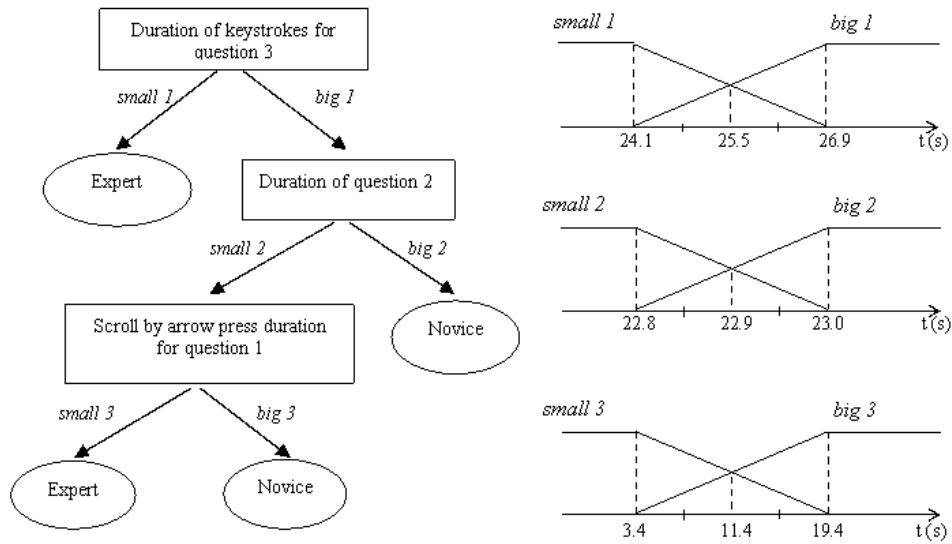 Duration of keystrokes for
question 3
small 1
big 1
Expert
Duration of question 2
small 2
big 2
Scroll by arrow press duration
for question 1
Novice
small 3
big 3
Expert
Novice
small 1
big 1
24.1
25.5
26.9
t (s)
small 2
big 2
22.8
22.9
23.0
t (s)
small 3
big 3
3.4
11.4
19.4
t (s)